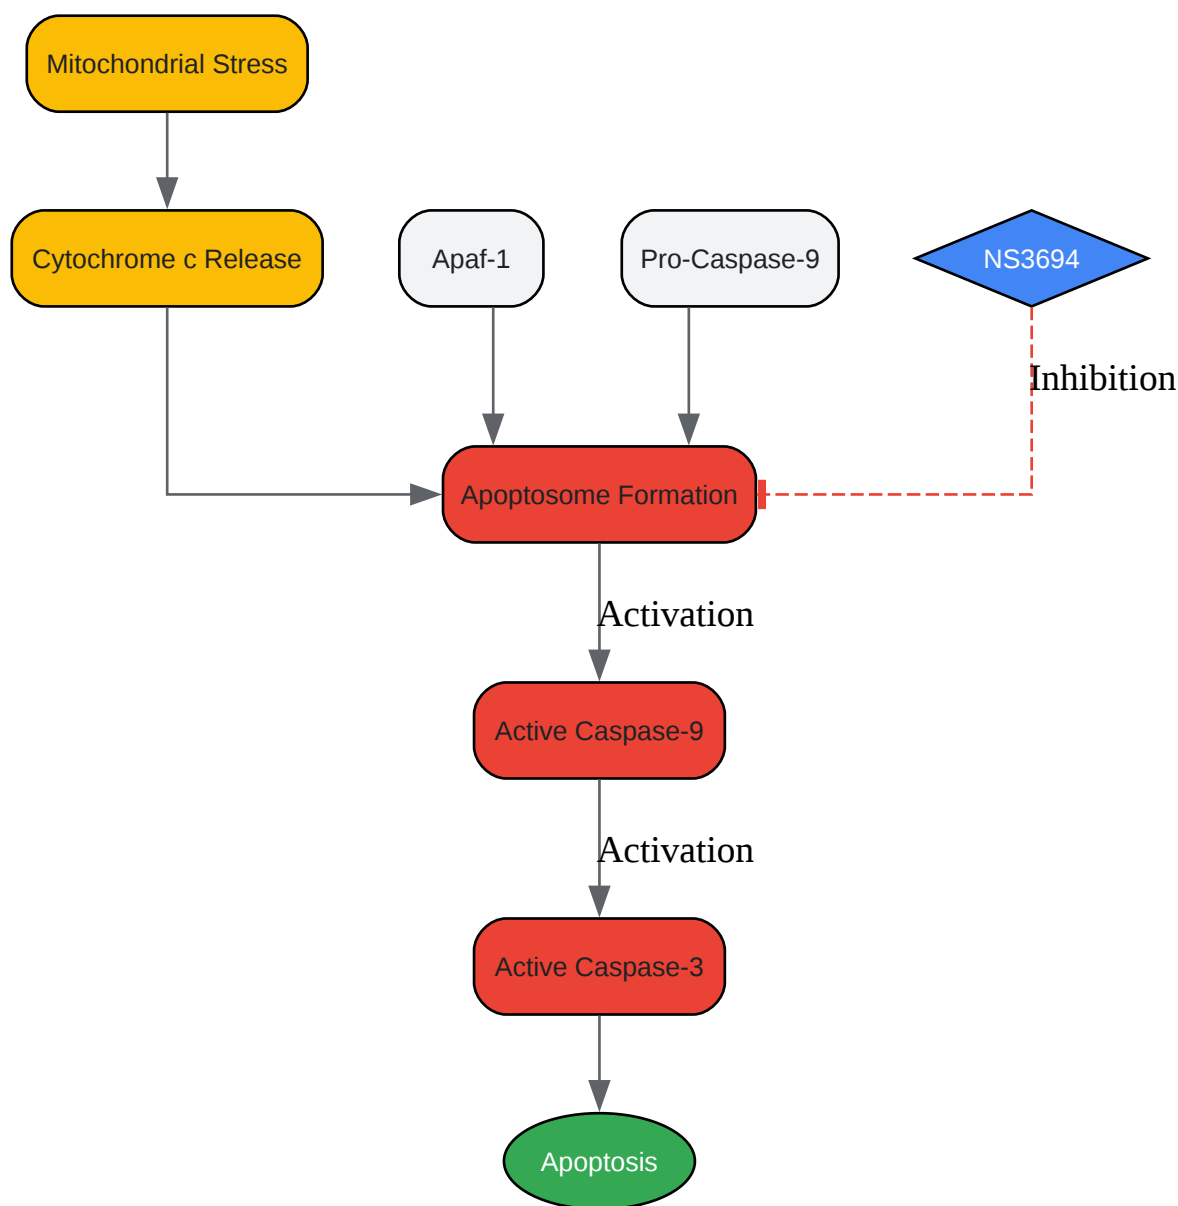 Mitochondrial Stress
Cytochrome c Release
Apaf-1
Pro-Caspase-9
NS3694
Inhibition
Apoptosome Formation
Activation
Active Caspase-9
Activation
Active Caspase-3
Apoptosis